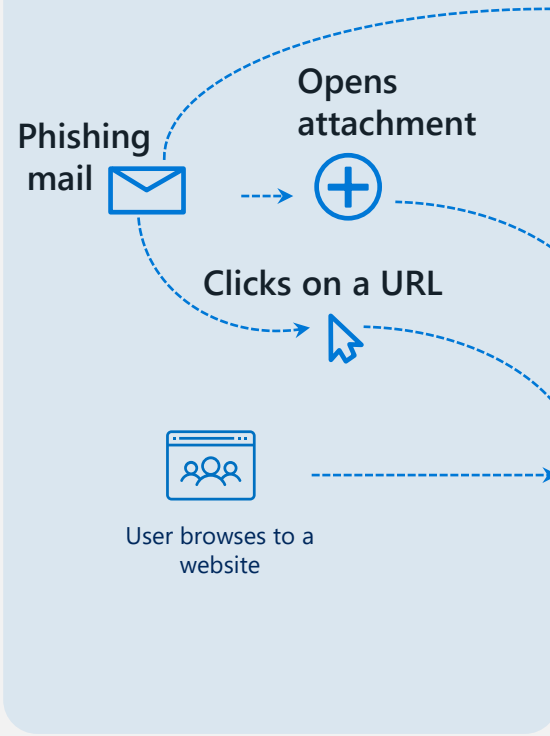 Opens
attachment
Phishing
mail
Clicks on a URL
User browses to a
website